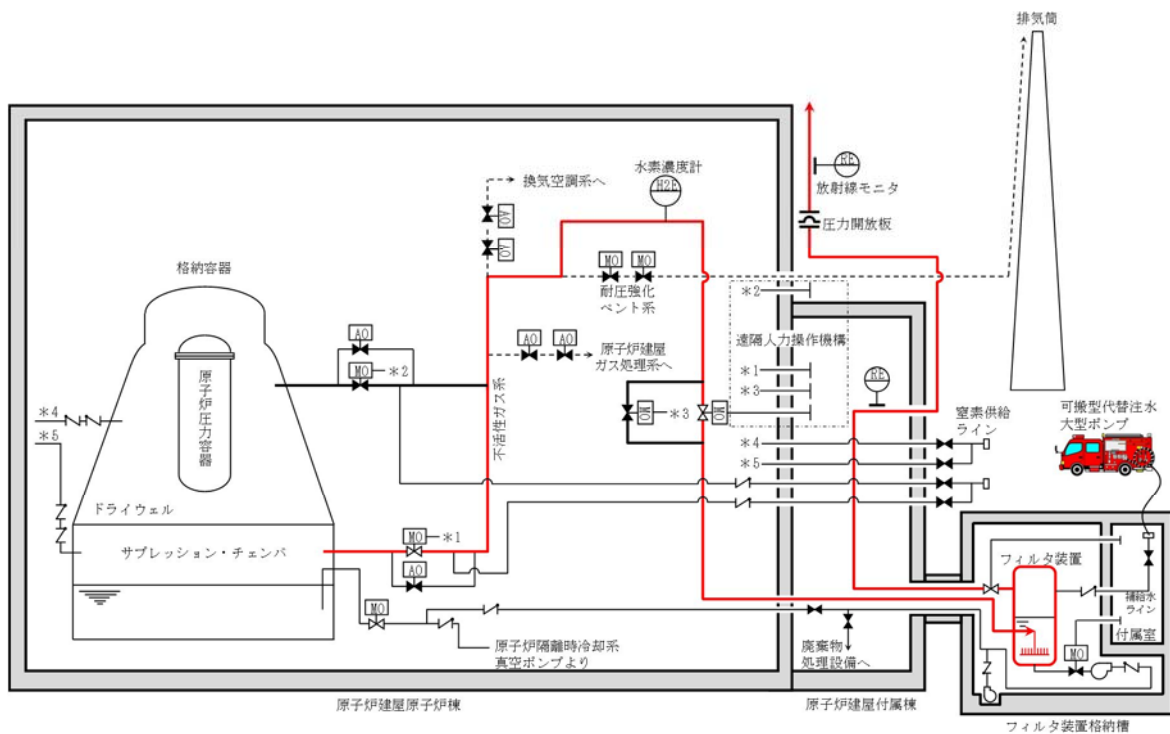 排気筒
水素濃度計
H2E
RE
放射線モニタ
換気空調系へ
AO
AO
圧力開放板
格納容器
MO
MO
耐圧強化
ベント系
*2
遠隔人力操作機構
AO
AO
AO
原子炉建屋
ガス処理系へ
MO
*2
*1
RE
原子炉圧力容器
不活性ガス系
*3
MO
*3
MO
窒素供給
ライン
可搬型代替注水
大型ポンプ
*4
*5
*4
*5
ドライウェル
サプレッション・チェンバ
MO
*1
AO
フィルタ装置
MO
補給水
ライン
付属室
MO
原子炉隔離時冷却系
真空ポンプより
廃棄物
処理設備へ
原子炉建屋原子炉棟
原子炉建屋付属棟
フィルタ装置格納槽